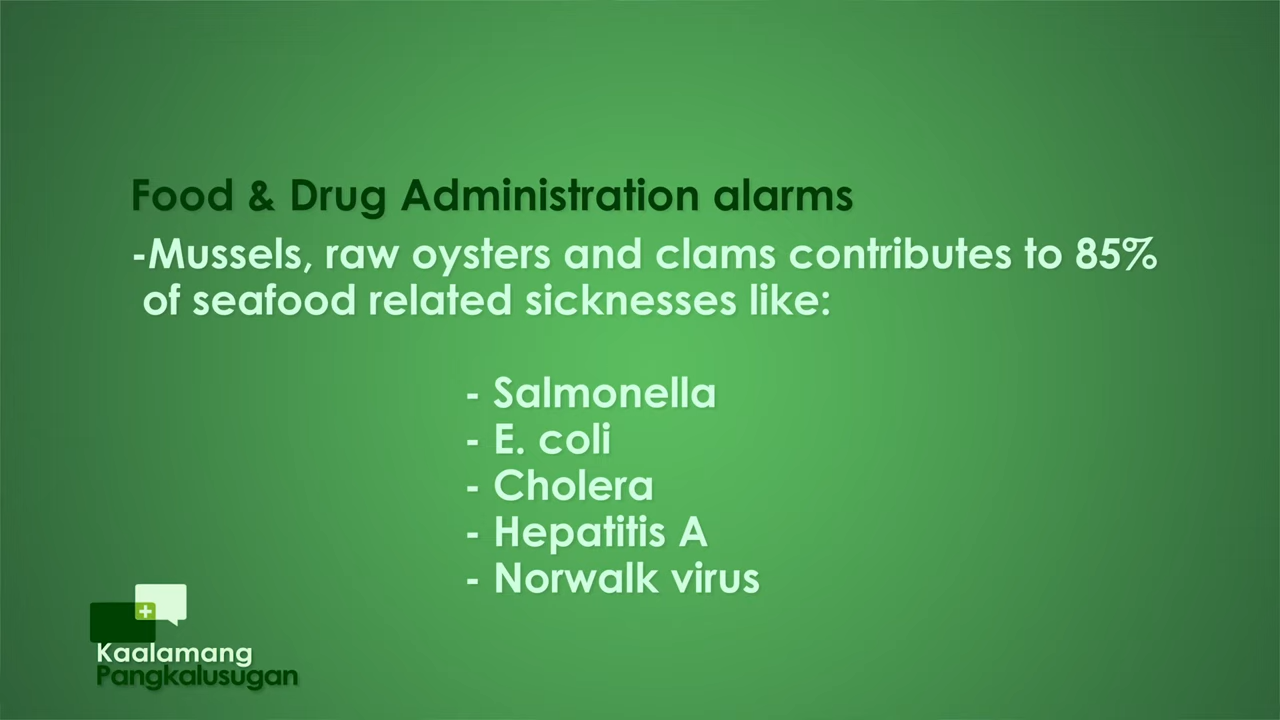 Food & Drug Administration alarms
-Mussels, raw oysters and clams contributes to 85%
of seafood related sicknesses like:
- Salmonella
- E. coli
- Cholera
- Hepatitis A
- Norwalk virus
Kaalamang
Pangkalusugan